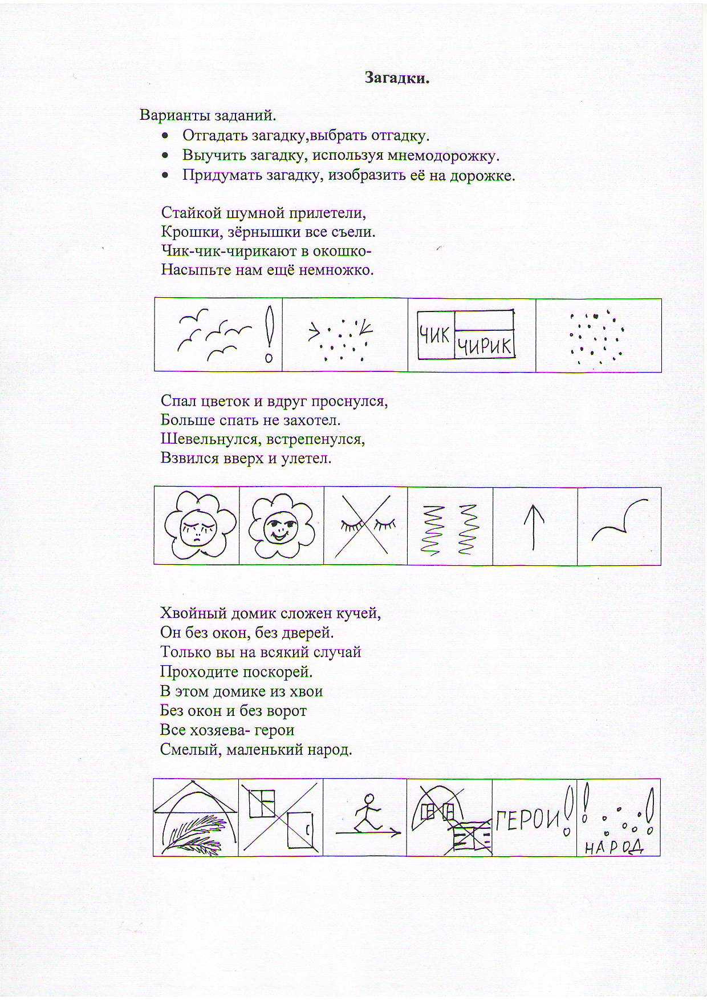 Загадки.
Варианты заданий.
• Отгадать загадку,выбрать отгадку.
• Выучить загадку, используя мнемодорожку.
• Придумать загадку, изобразить её на дорожке.
Стайкой шумной прилетели,
Крошки, зёрнышки все съели.
Чик-чик-чирикают в окошко-
Насыпьте нам ещё немножко.
ЧИК
ЧИРИК
Спал цветок и вдруг проснулся,
Больше спать не захотел.
Шевельнулся, встрепенулся,
Взвился вверх и улетел.
Хвойный домик сложен кучей,
Он без окон, без дверей.
Только вы на всякий случай
Проходите поскорей.
В этом домике из хвои
Без окон и без ворот
Все хозяева- герои
Смелый, маленький народ.
ГЕРОИ!
НАРОД